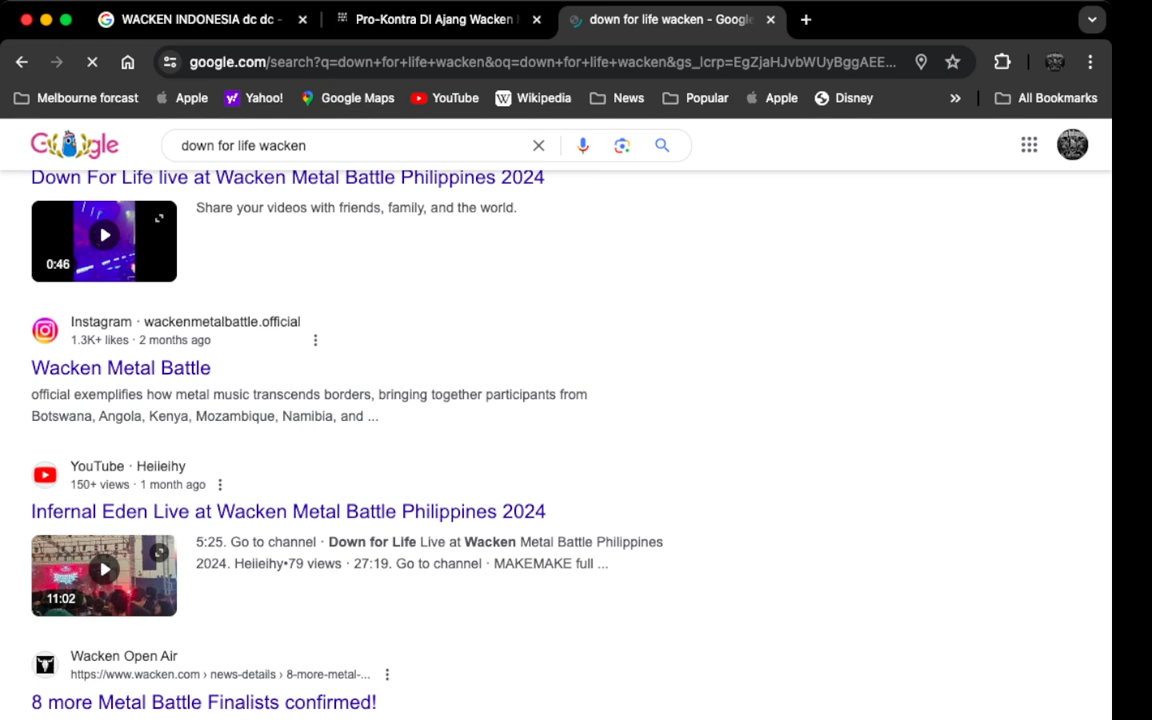 WACKEN INDONESIA dc dc -
Pro-Kontra DI Ajang Wacken
down for life wacken - Google
google.com/search?q=down+for+life+wacken&oq=down+for+life+wacken&gs_lcrp=EgZjaHJvbWUyBggAEE...
Melbourne forcast
Apple
Yahoo!
Google Maps
YouTube
Wikipedia
News
Popular
Apple
Disney
All Bookmarks
Google
down for life wacken
Down For Life live at Wacken Metal Battle Philippines 2024
Share your videos with friends, family, and the world.
0:46
Instagram · wackenmetalbattle.official
1.3K+ likes · 2 months ago
Wacken Metal Battle
official exemplifies how metal music transcends borders, bringing together participants from
Botswana, Angola, Kenya, Mozambique, Namibia, and ...
YouTube · Heiieihy
150+ views · 1 month ago
Infernal Eden Live at Wacken Metal Battle Philippines 2024
5:25. Go to channel · Down for Life Live at Wacken Metal Battle Philippines
2024. Heiieihy•79 views · 27:19. Go to channel · MAKEMAKE full ...
11:02
Wacken Open Air
https://www.wacken.com › news-details › 8-more-metal-...
8 more Metal Battle Finalists confirmed!